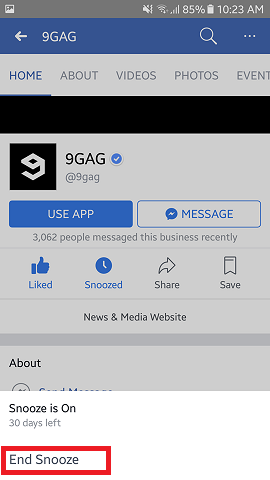 85% 10:23 AM
9GAG
HOME ABOUT VIDEOS PHOTOS EVENT
9GAG
@9gag
USE APP MESSAGE
3,062 people messaged this business recently
Liked Snoozed Share Save
News & Media Website
About
Send Message
Snooze is On
30 days left
End Snooze